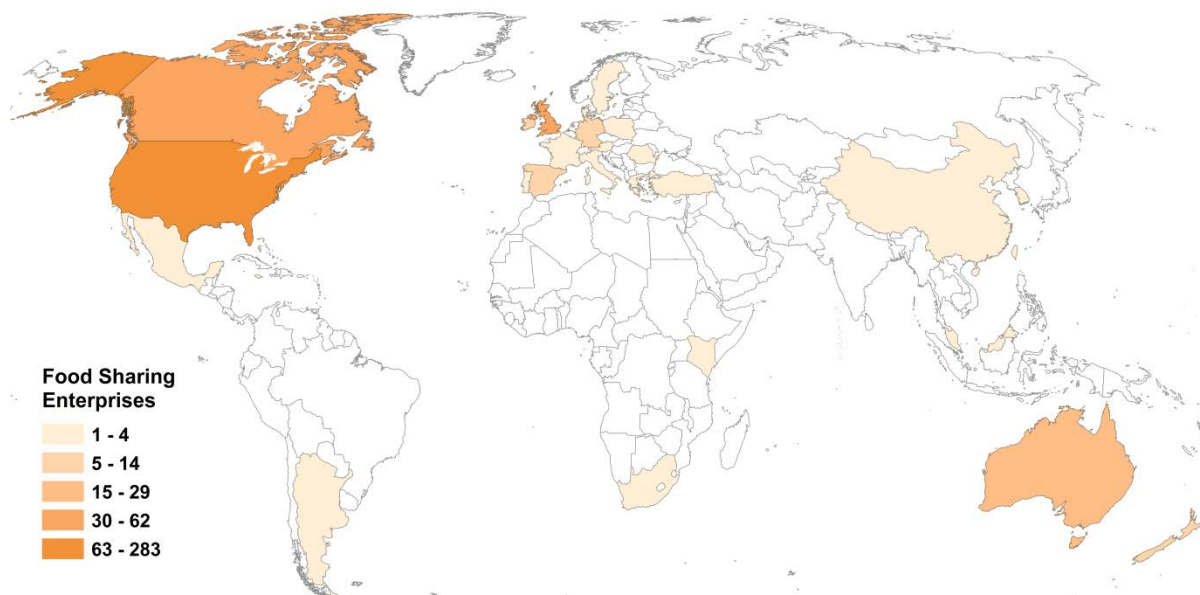 Food Sharing
Enterprises
1 - 4
5 - 14
15 - 29
30 - 62
63 - 283